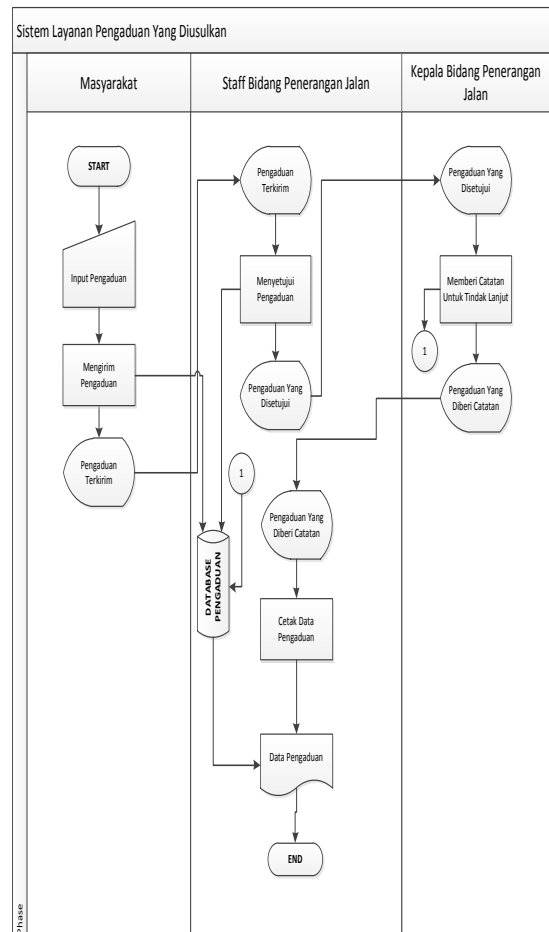 Sistem Layanan Pengaduan Yang Diusulkan
Masyarakat
Staff Bidang Penerangan Jalan
Kepala Bidang Penerangan
Jalan
START
Input Pengaduan
Mengirim
Pengaduan
Pengaduan
Terkirim
Pengaduan
Terkirim
Menyetujui
Pengaduan
Pengaduan Yang
Disetujui
Pengaduan Yang
Disetujui
Memberi Catatan
Untuk Tindak Lanjut
1
Pengaduan Yang
Diberi Catatan
1
Pengaduan Yang
Diberi Catatan
DATABASE
PENGADUAN
Cetak Data
Pengaduan
Data Pengaduan
END
Phase